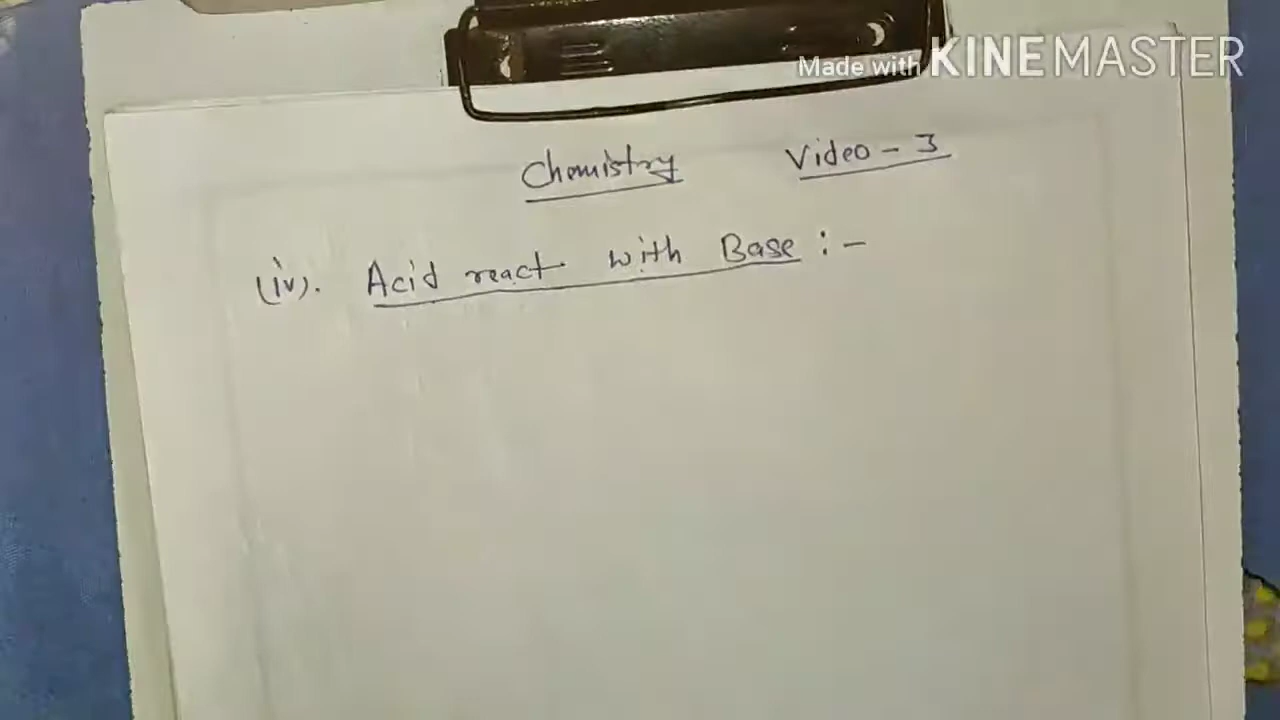 Made with KINEMASTER
Chemistry Video - 3
(iv). Acid react with Base : -